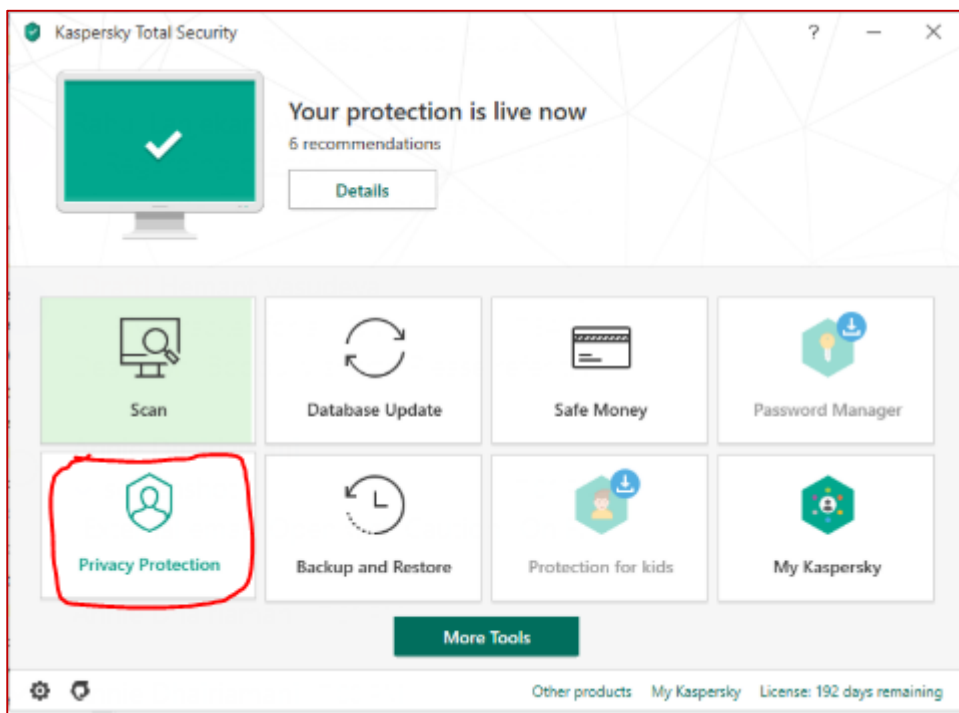 Kaspersky Total Security
?
Your protection is live now
6 recommendations
Details
Scan
Database Update
Safe Money
Password Manager
Privacy Protection
Backup and Restore
Protection for kids
My Kaspersky
More Tools
Other products My Kaspersky License: 192 days remaining